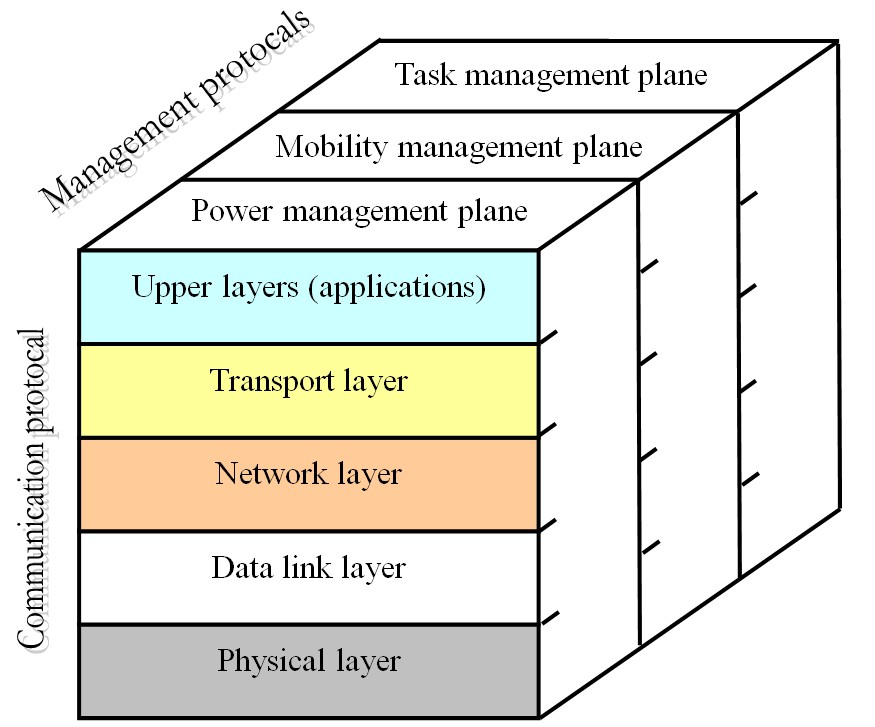 Management protocals
Task management plane
Mobility management plane
Power management plane
Upper layers (applications)
Transport layer
Network layer
Data link layer
Physical layer
Communication protocal